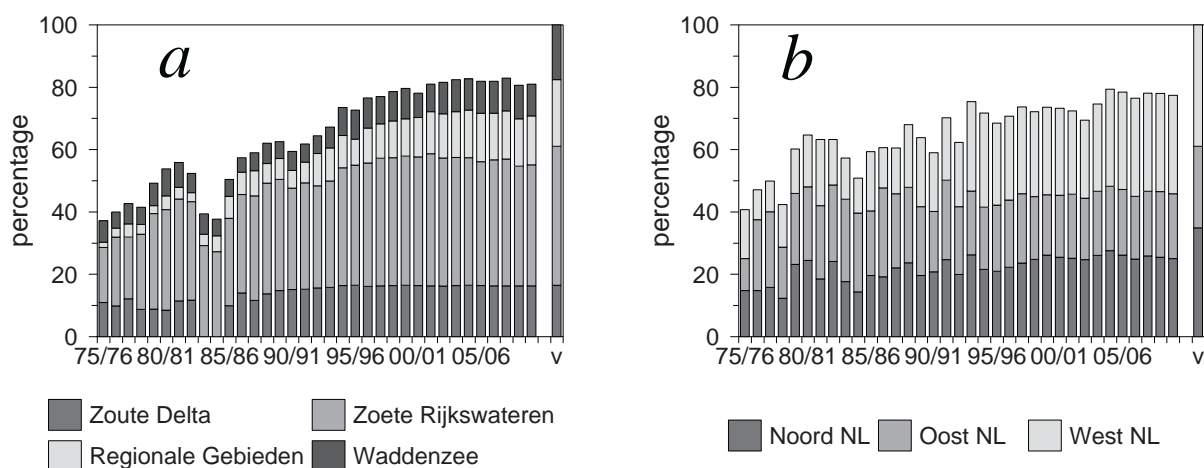 a
percentage
100
80
60
40
20
0
75/76 80/81 85/86 90/91 95/96 00/01 05/06 v
Zoute Delta
Zoete Rijkswateren
Regionale Gebieden
Waddenzee
b
percentage
100
80
60
40
20
0
75/76 80/81 85/86 90/91 95/96 00/01 05/06 v
Noord NL
Oost NL
West NL